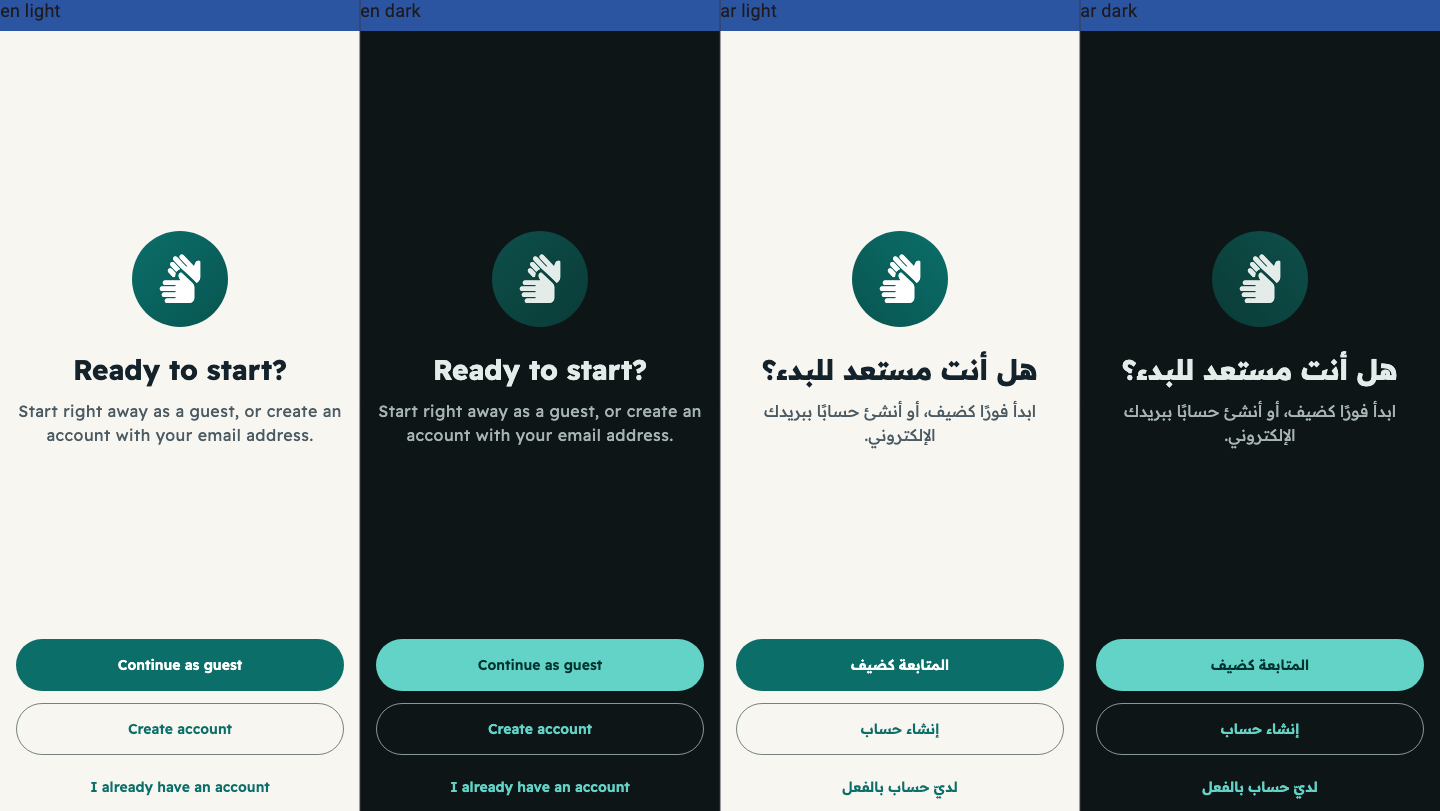 en light
Ready to start?
Start right away as a guest, or create an
account with your email address.
Continue as guest
Create account
I already have an account
en dark
Ready to start?
Start right away as a guest, or create an
account with your email address.
Continue as guest
Create account
I already have an account
ar light
هل أنت مستعد للبدء؟
ابدأ فورًا كضيف، أو أنشئ حسابًا ببريدك
الإلكتروني.
المتابعة كضيف
إنشاء حساب
لديّ حساب بالفعل
ar dark
هل أنت مستعد للبدء؟
ابدأ فورًا كضيف، أو أنشئ حسابًا ببريدك
الإلكتروني.
المتابعة كضيف
إنشاء حساب
لديّ حساب بالفعل